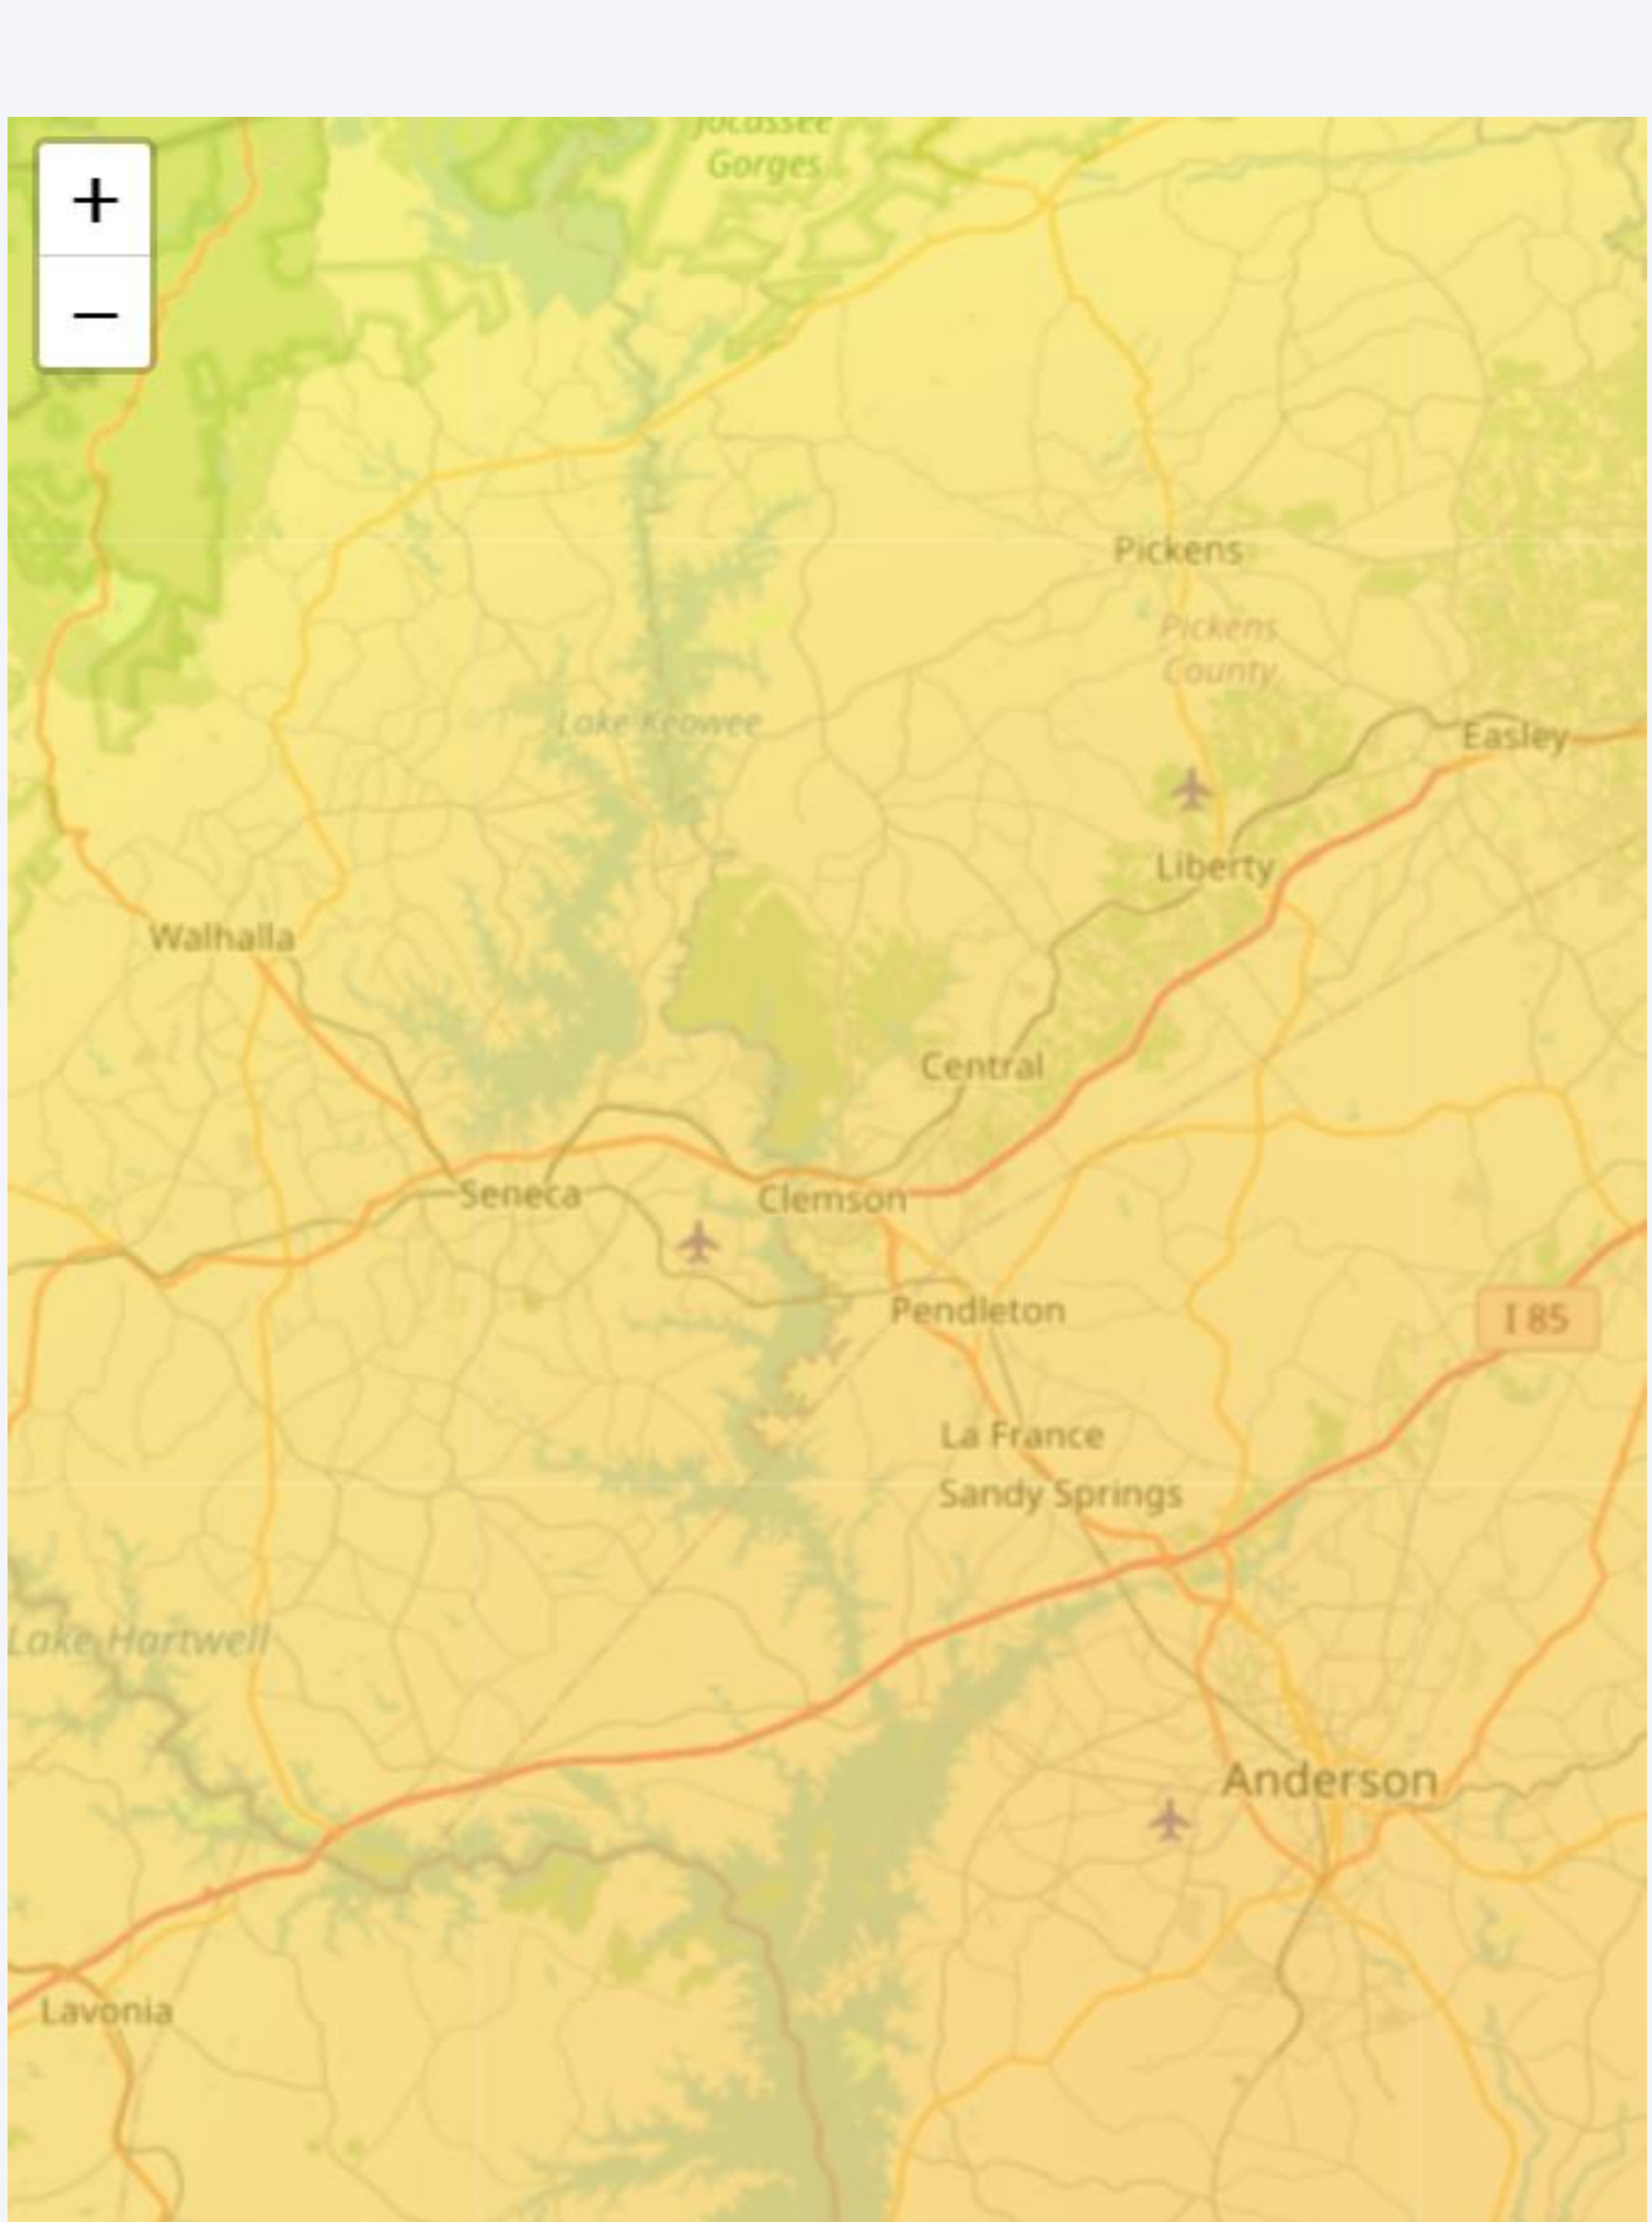 Jocassee
Gorges
+
−
Pickens
Pickens
County
Lake Keowee
Easley
Liberty
Walhalla
Central
Seneca
Clemson
Pendleton
I 85
La France
Sandy Springs
Lake Hartwell
Anderson
Lavonia